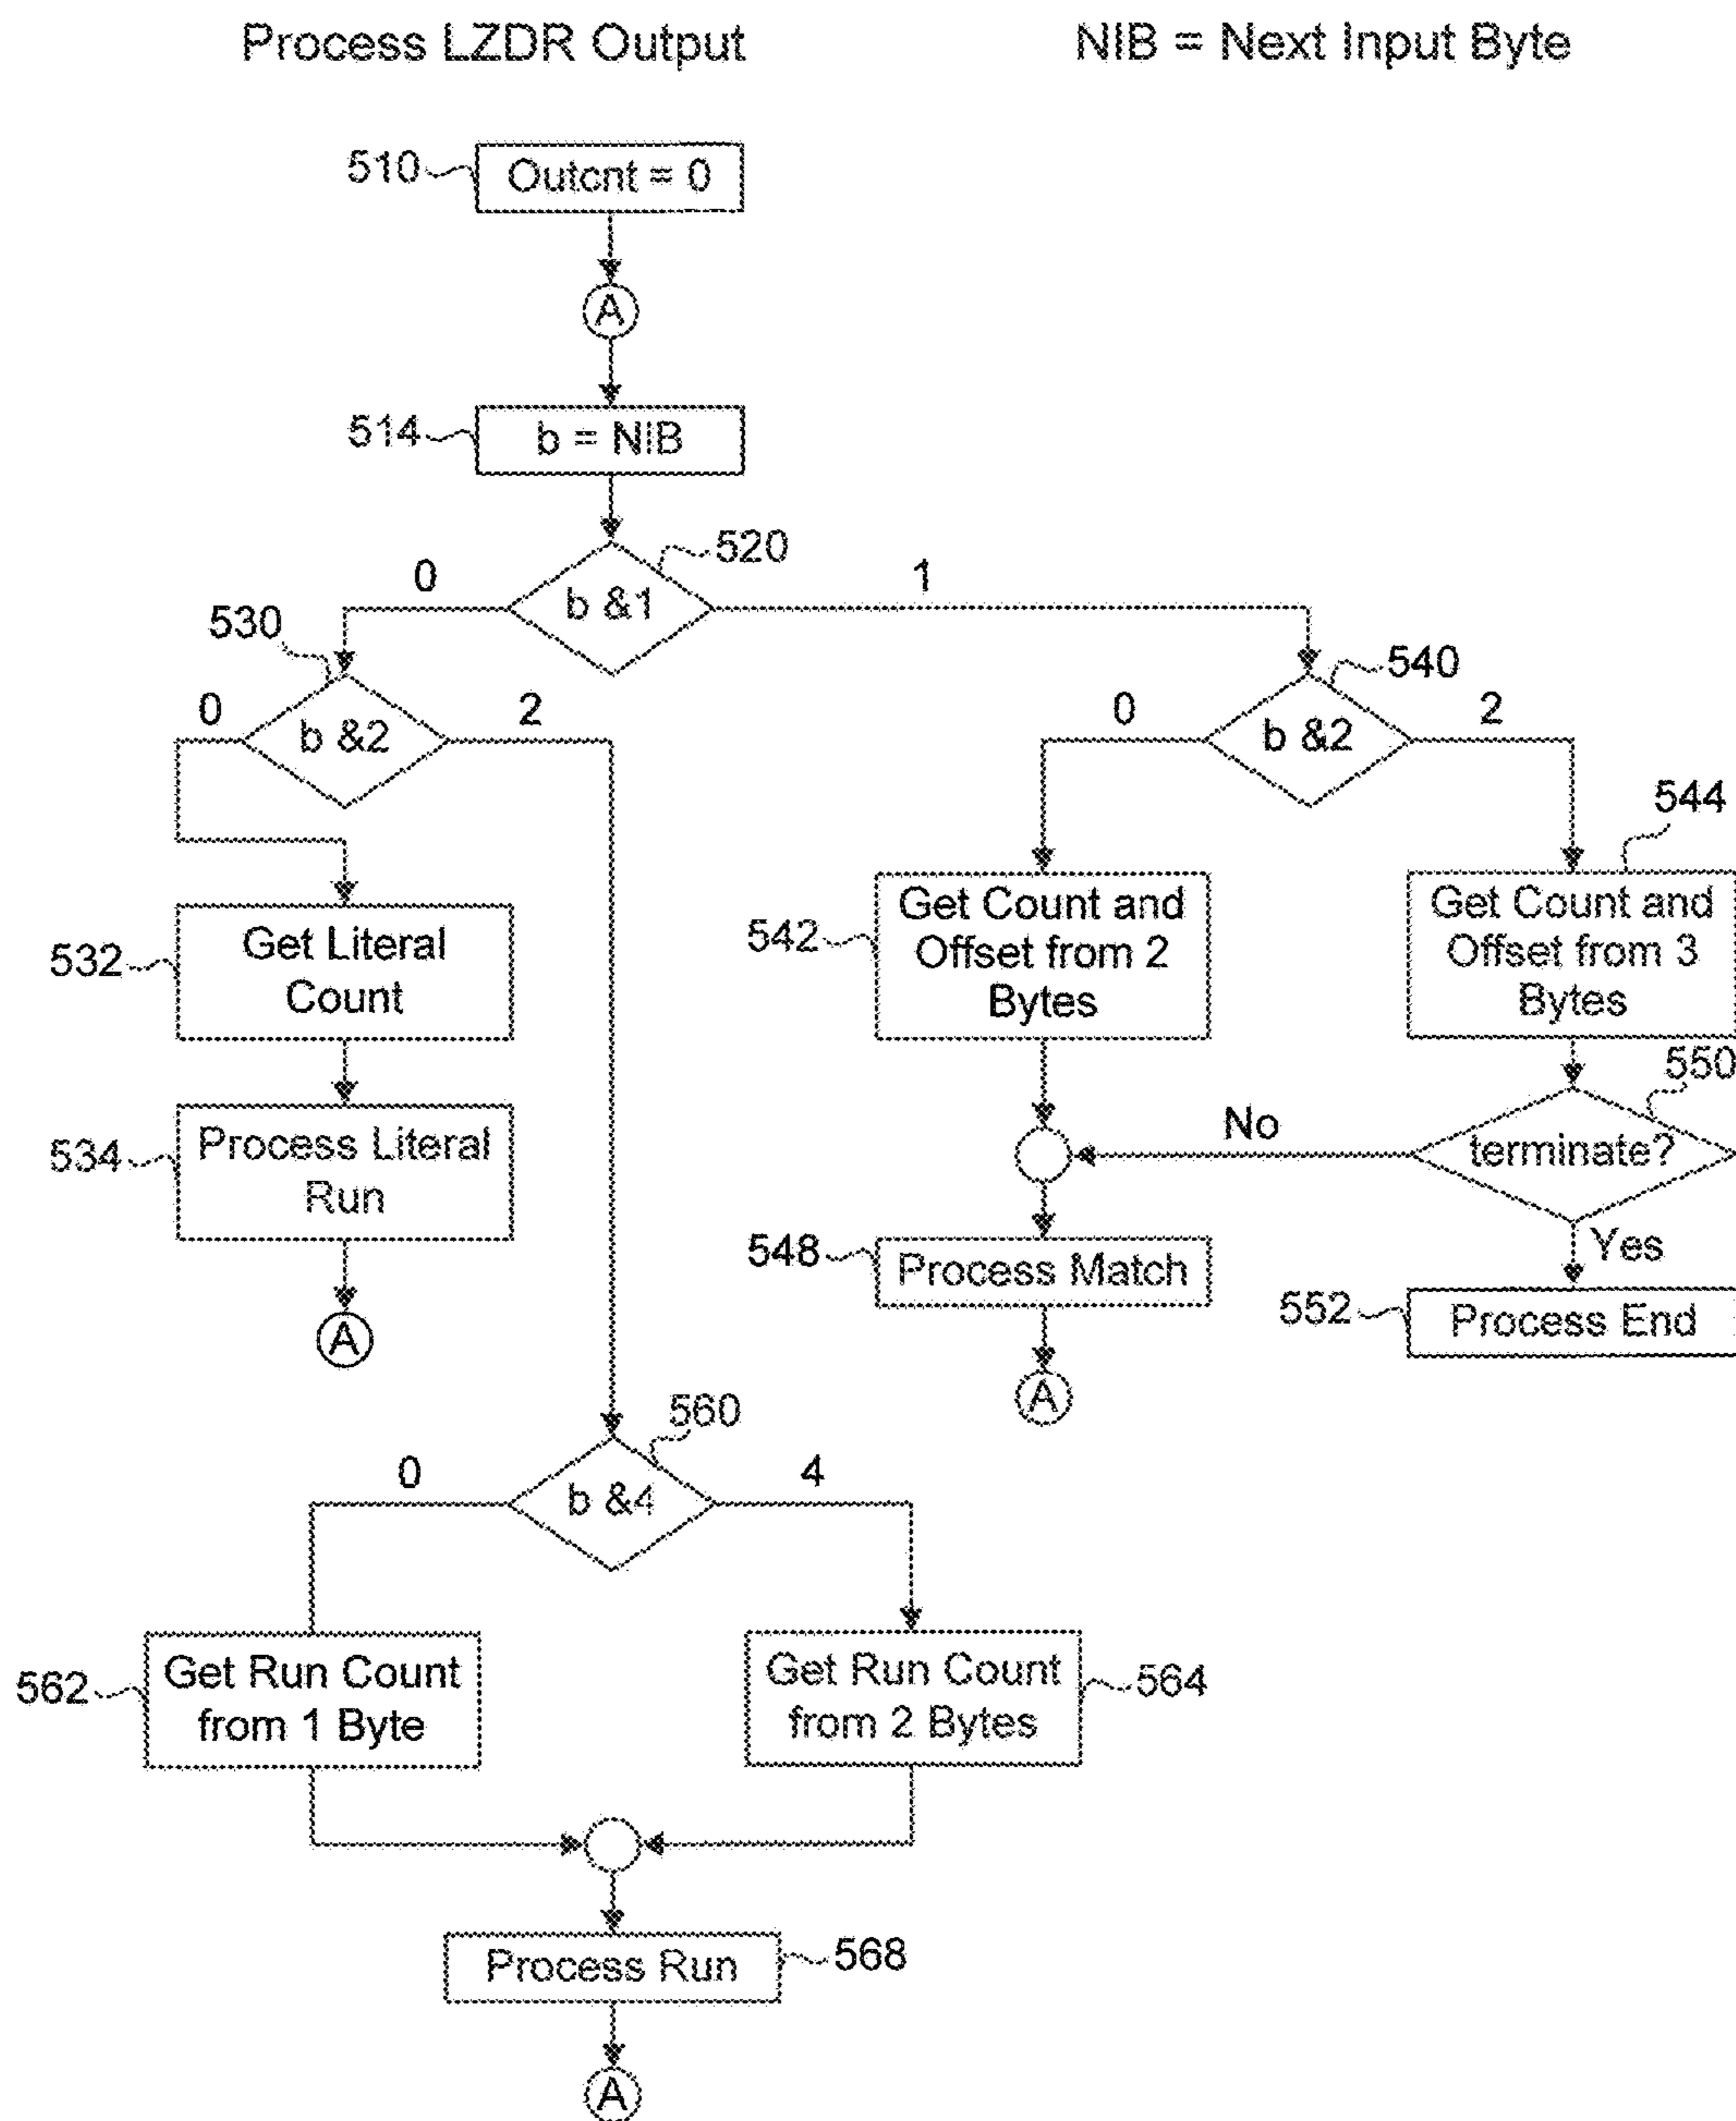 Process LZDR Output
NIB = Next Input Byte
510
Outcnt = 0
A
514
b = NIB
520
0
b &1
1
530
0
b &2
2
540
0
b &2
2
544
532
Get Literal
Count
542
Get Count and
Offset from 2
Bytes
Get Count and
Offset from 3
Bytes
534
Process Literal
Run
A
550
No
terminate?
Yes
548
Process Match
A
552
Process End
560
0
b &4
4
562
Get Run Count
from 1 Byte
Get Run Count
from 2 Bytes
564
Process Run
568
A